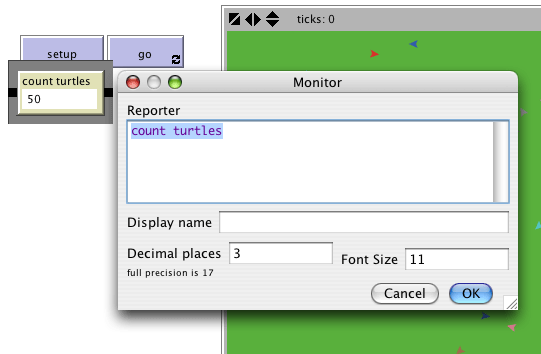 ticks: 0
setup
go
count turtles
50
Monitor
Reporter
count turtles
Display name
Decimal places
3
Font Size
11
full precision is 17
Cancel
OK